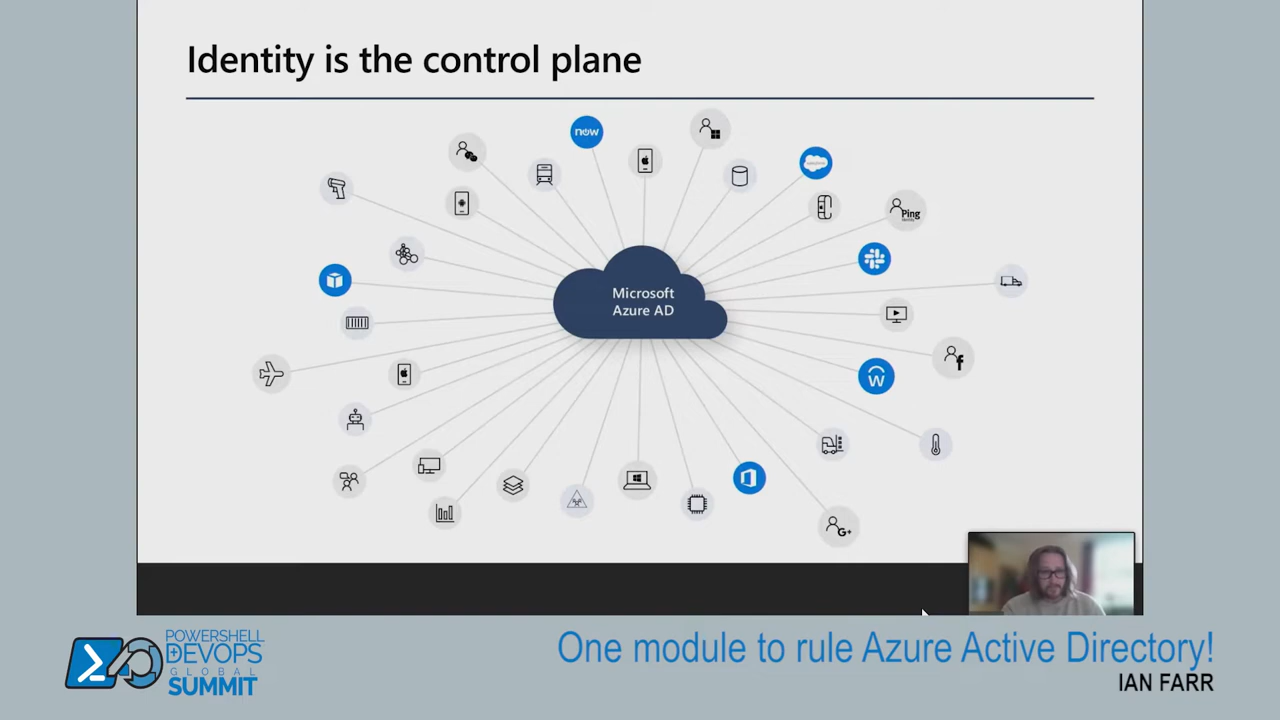 Identity is the control plane
now
Ping
Microsoft
Azure AD
f
W
G+
POWERSHELL
DEVOPS
GLOBAL
SUMMIT
One module to rule Azure Active Directory!
IAN FARR